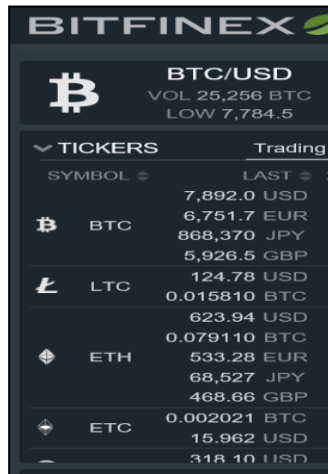 BITFINEX
BTC/USD
VOL 25,256 BTC
LOW 7,784.5
TICKERS Trading
SYMBOL LAST
7,892.0 USD
6,751.7 EUR
BTC 868,370 JPY
5,926.5 GBP
LTC 124.78 USD
0.015810 BTC
623.94 USD
0.079110 BTC
ETH 533.28 EUR
68,527 JPY
468.66 GBP
ETC 0.002021 BTC
15.962 USD
318.10 USD